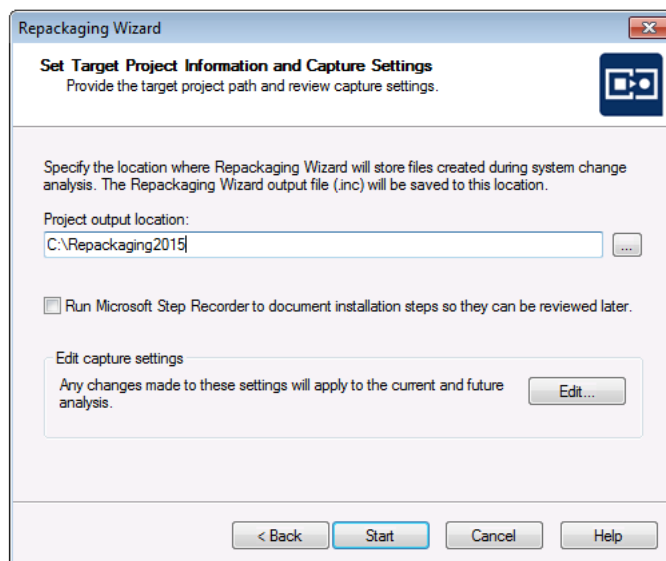 Repackaging Wizard
Set Target Project Information and Capture Settings
Provide the target project path and review capture settings.
Specify the location where Repackaging Wizard will store files created during system change
analysis. The Repackaging Wizard output file (.inc) will be saved to this location.
Project output location:
C:\Repackaging2015
...
Run Microsoft Step Recorder to document installation steps so they can be reviewed later.
Edit capture settings
Any changes made to these settings will apply to the current and future
analysis.
Edit...
< Back Start Cancel Help